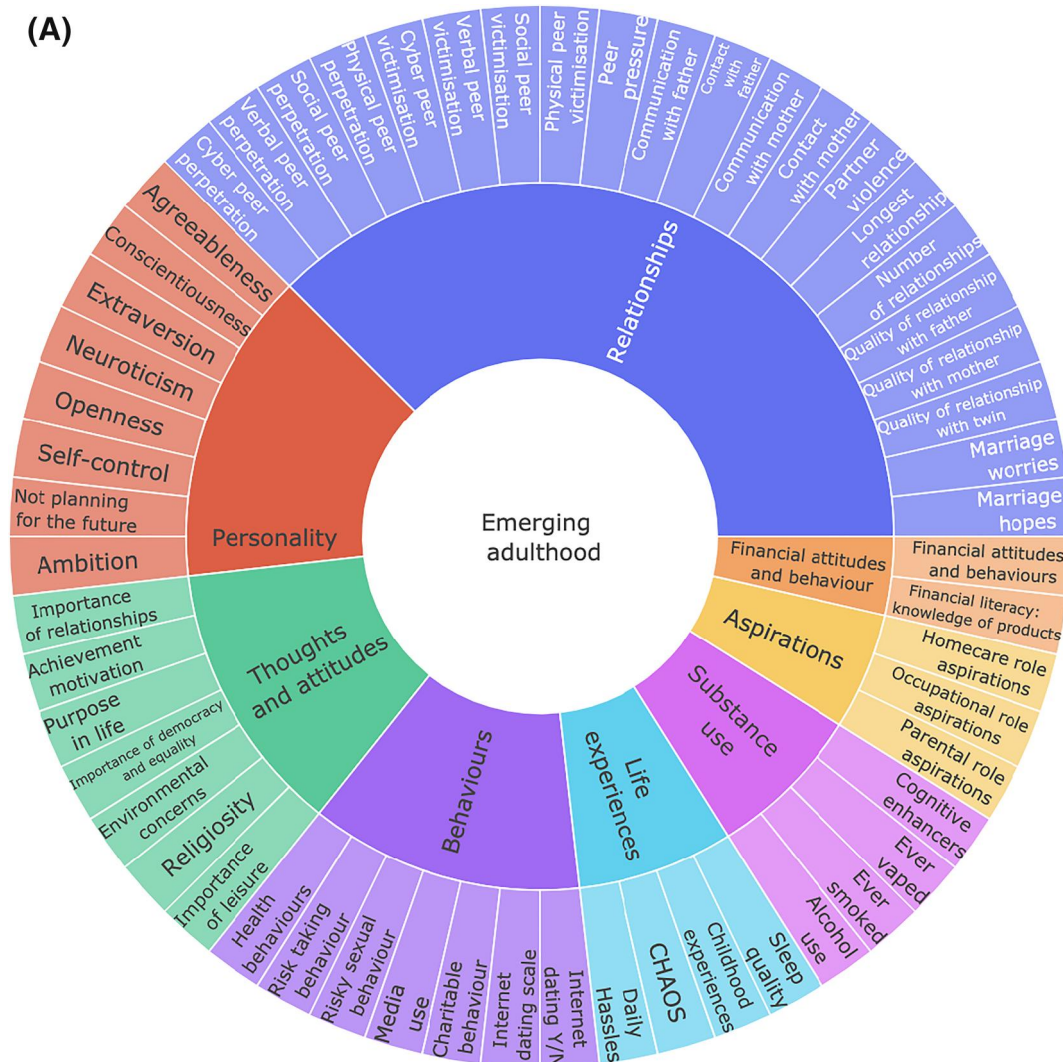 (A)
Emerging
adulthood
Relationships
Marriage
hopes
Marriage
worries
Quality of relationship
with twin
Quality of relationship
with mother
Quality of relationship
with father
Number
of relationships
Longest
relationship
Partner
violence
Contact
with mother
Communication
with mother
Contact
with
father
Communication
with father
Peer
pressure
Physical peer
victimisation
Social peer
victimisation
Verbal peer
victimisation
Cyber peer
victimisation
Physical peer
perpetration
Social peer
perpetration
Verbal peer
perpetration
Cyber peer
perpetration
Personality
Agreeableness
Conscientiousness
Extraversion
Neuroticism
Openness
Self-control
Not planning
for the future
Ambition
Thoughts
and attitudes
Importance
of relationships
Achievement
motivation
Purpose
in life
Importance of democracy
and equality
Environmental
concerns
Religiosity
Importance
of leisure
Behaviours
Health
behaviours
Risk taking
behaviour
Risky sexual
behaviour
Media
use
Charitable
behaviour
Internet
dating scale
Internet
dating Y/N
Life
experiences
Daily
Hassles
CHAOS
Childhood
experiences
Sleep
quality
Substance
use
Alcohol
use
Ever
smoked
Ever
vaped
Cognitive
enhancers
Aspirations
Parental role
aspirations
Occupational role
aspirations
Homecare role
aspirations
Financial attitudes
and behaviour
Financial literacy:
knowledge of products
Financial attitudes
and behaviours